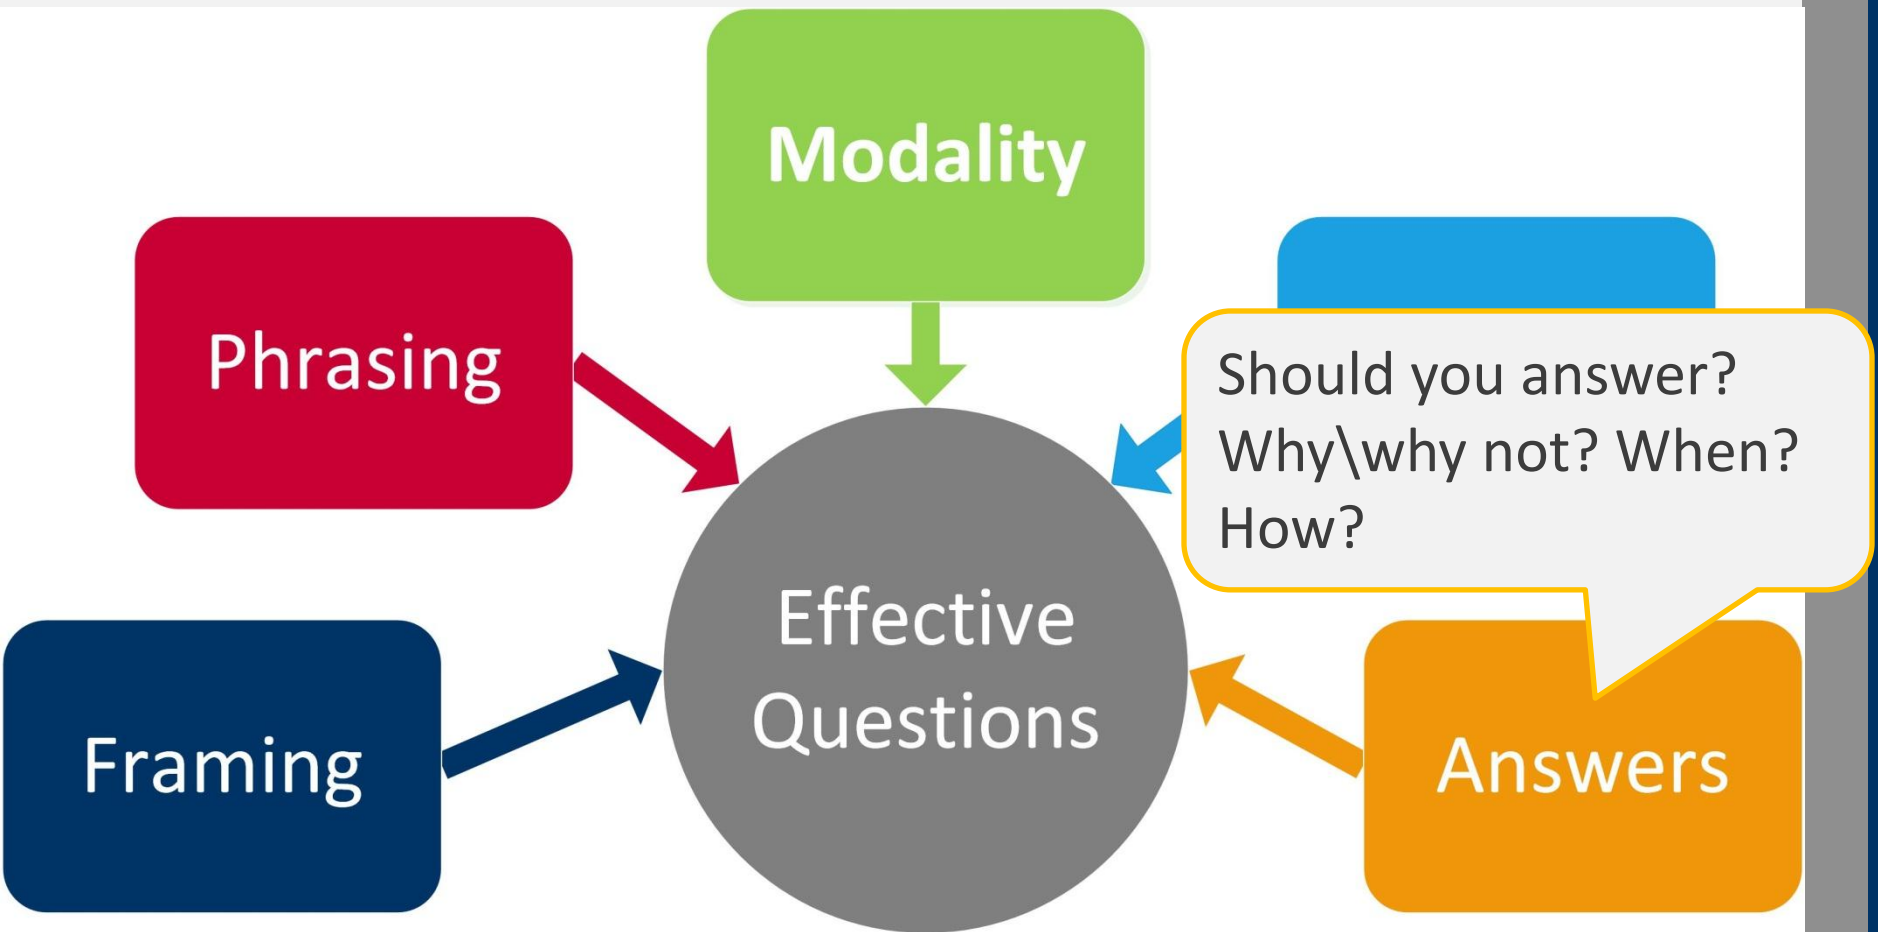 Modality
Phrasing
Should you answer?
Why\why not? When?
How?
Effective
Questions
Framing
Answers